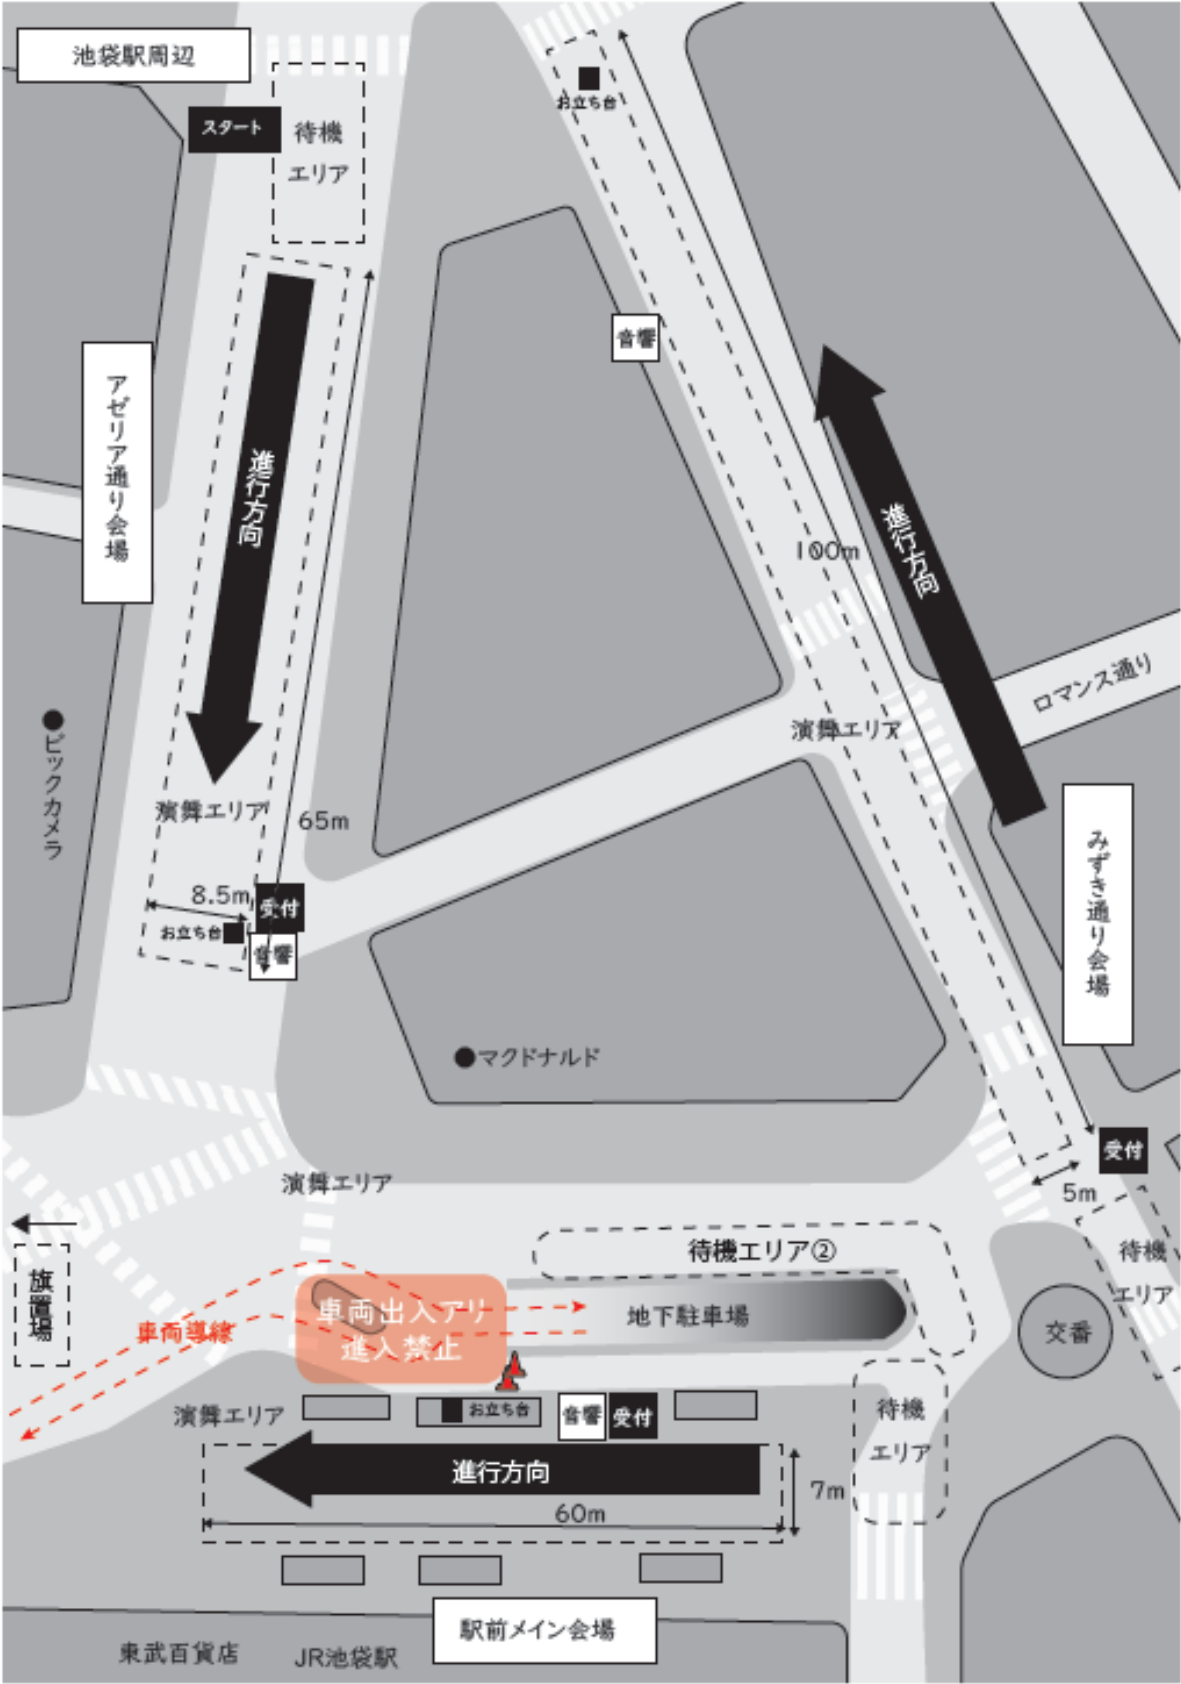 池袋駅周辺
スタート
待機
エリア
お立ち台
音響
アゼリア通り会場
進行方向
100m
進行方向
ロマンス通り
演舞エリア
●ビックカメラ
演舞エリア
65m
8.5m
受付
お立ち台
音響
みずき通り会場
●マクドナルド
受付
5m
演舞エリア
待機エリア②
待機
エリア
旗置場
車両導線
車両出入アリ
進入禁止
地下駐車場
交番
演舞エリア
お立ち台
音響
受付
待機
エリア
進行方向
7m
60m
駅前メイン会場
東武百貨店
JR池袋駅